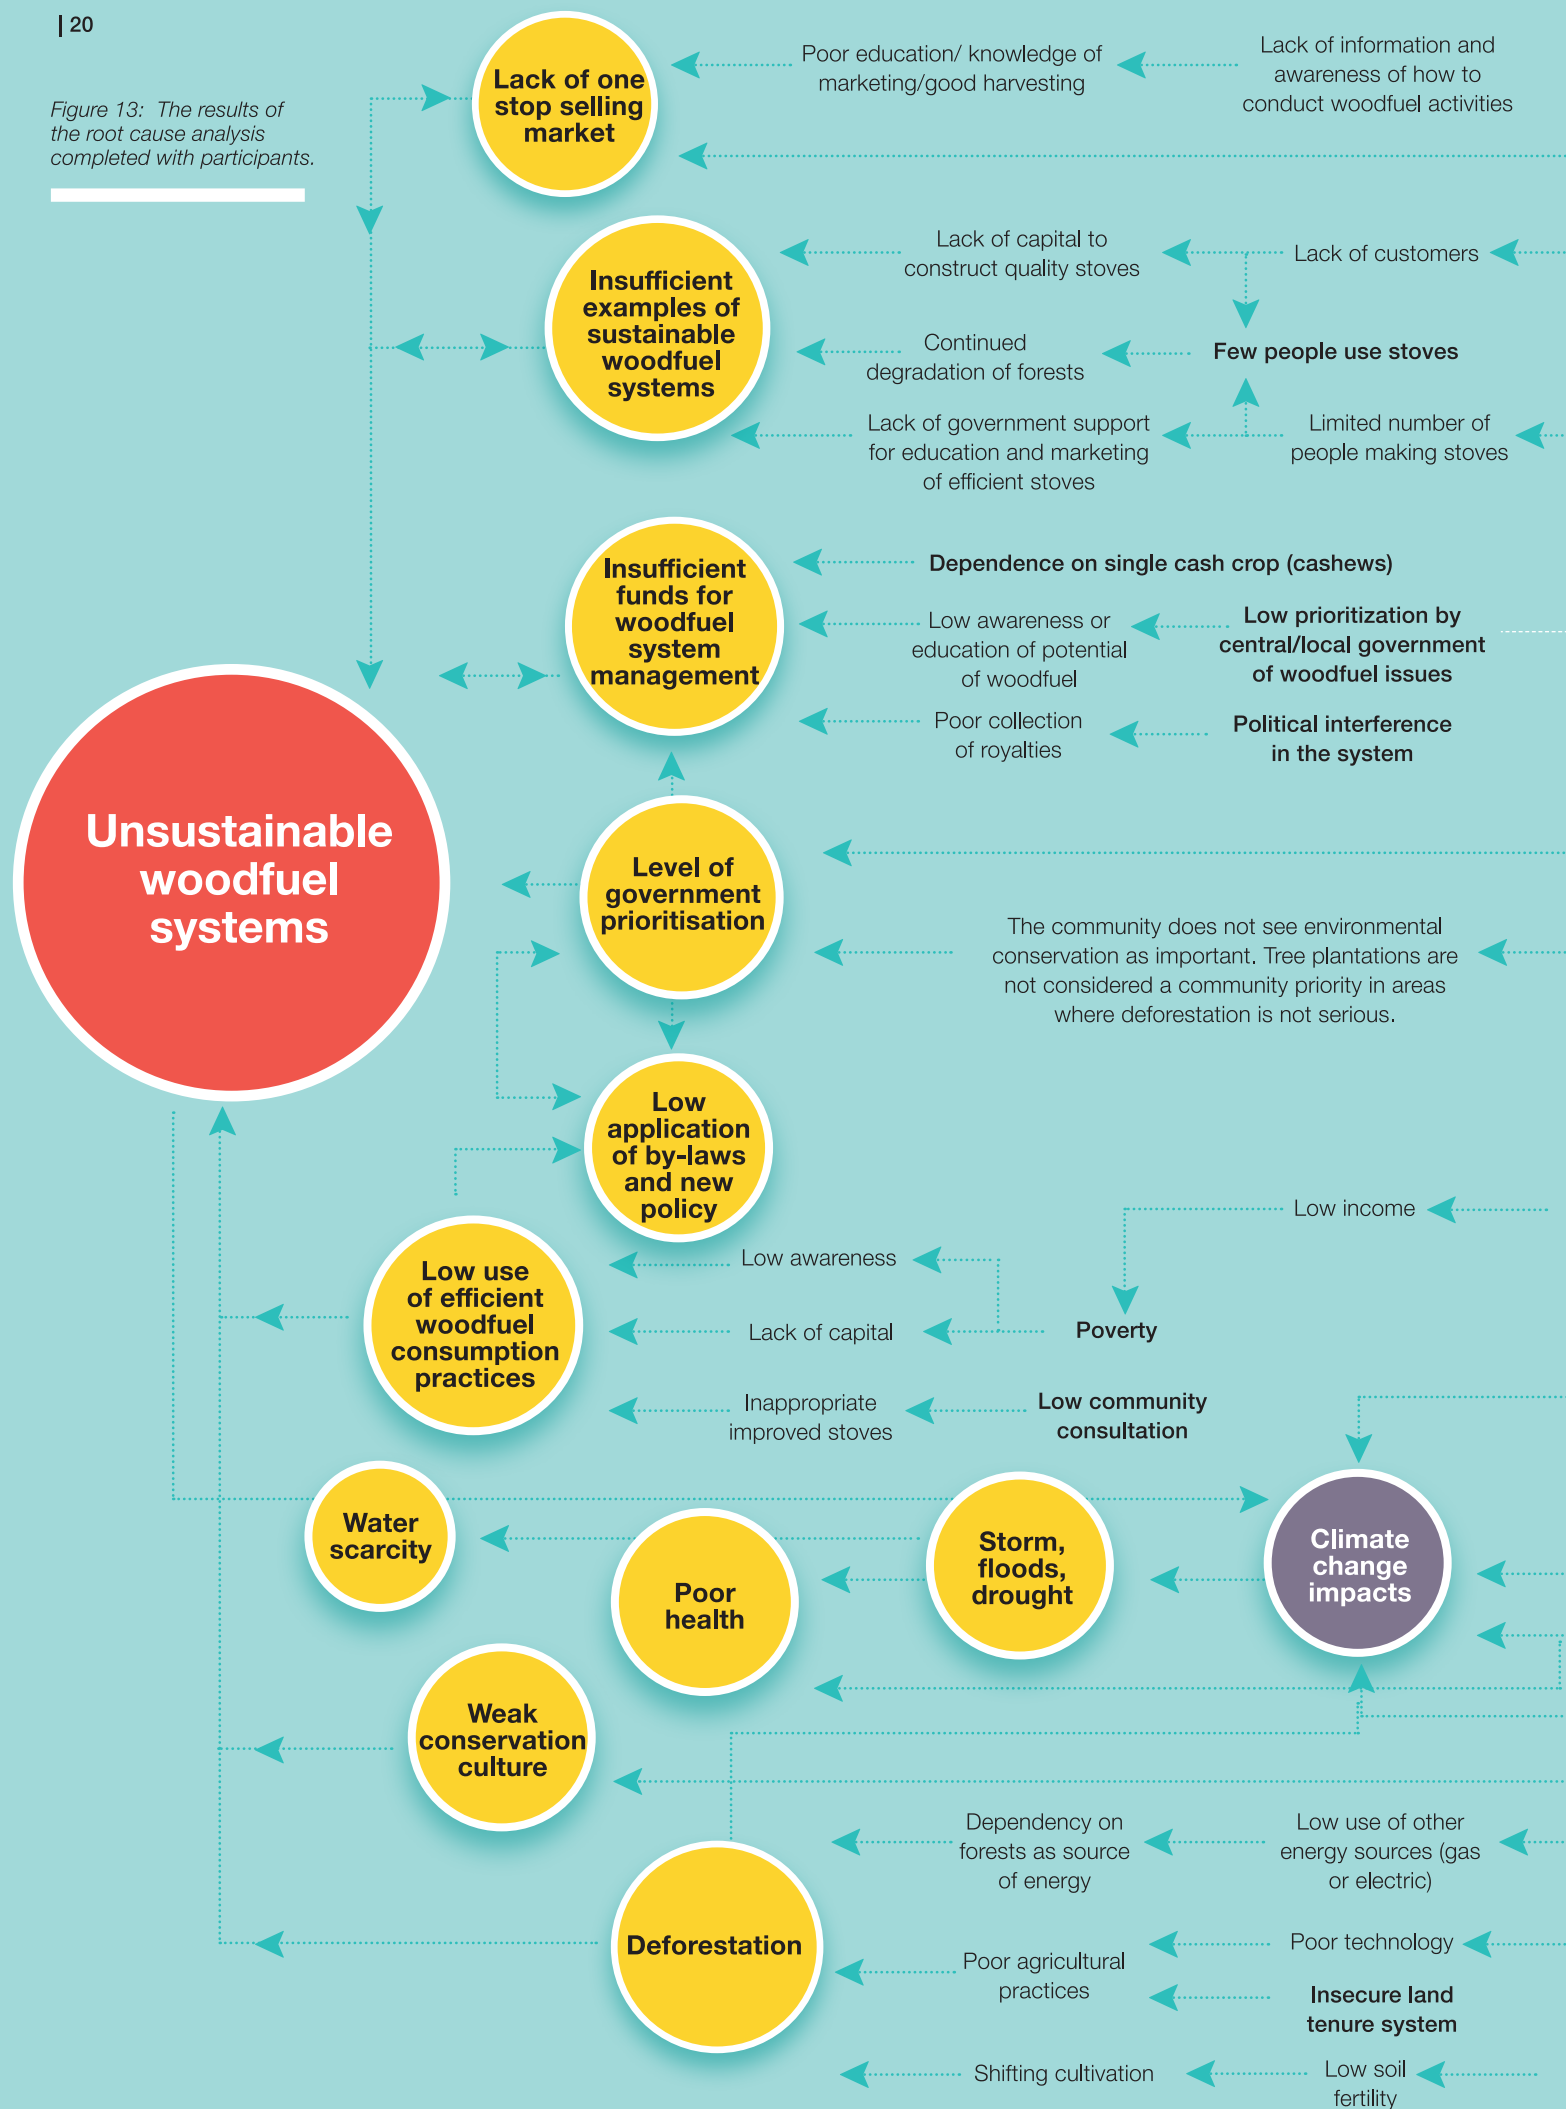 | 20
Figure 13: The results of
the root cause analysis
completed with participants.
Lack of one
stop selling
market
Poor education/ knowledge of
marketing/good harvesting
Lack of information and
awareness of how to
conduct woodfuel activities
Insufficient
examples of
sustainable
woodfuel
systems
Lack of capital to
construct quality stoves
Lack of customers
Continued
degradation of forests
Few people use stoves
Lack of government support
for education and marketing
of efficient stoves
Limited number of
people making stoves
Insufficient
funds for
woodfuel
system
management
Dependence on single cash crop (cashews)
Low awareness or
education of potential
of woodfuel
Low prioritization by
central/local government
of woodfuel issues
Poor collection
of royalties
Political interference
in the system
Unsustainable
woodfuel
systems
Level of
government
prioritisation
The community does not see environmental
conservation as important. Tree plantations are
not considered a community priority in areas
where deforestation is not serious.
Low
application
of by-laws
and new
policy
Low income
Low use
of efficient
woodfuel
consumption
practices
Low awareness
Lack of capital
Poverty
Inappropriate
improved stoves
Low community
consultation
Water
scarcity
Poor
health
Storm,
floods,
drought
Climate
change
impacts
Weak
conservation
culture
Dependency on
forests as source
of energy
Low use of other
energy sources (gas
or electric)
Deforestation
Poor agricultural
practices
Poor technology
Insecure land
tenure system
Shifting cultivation
Low soil
fertility